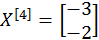 X^[4] = [−3
−2]